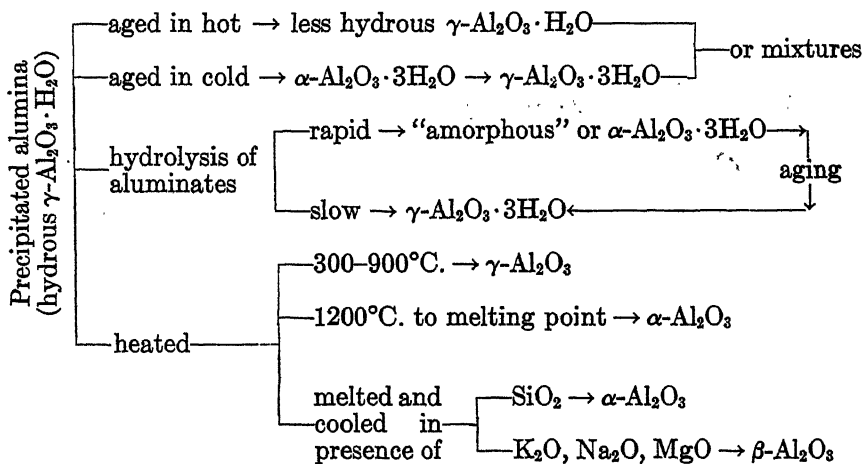 Precipitated alumina
(hydrous γ-Al₂O₃·H₂O)
aged in hot → less hydrous γ-Al₂O₃·H₂O
or mixtures
aged in cold → α-Al₂O₃·3H₂O → γ-Al₂O₃·3H₂O
hydrolysis of
aluminates
rapid → “amorphous” or α-Al₂O₃·3H₂O
aging
slow → γ-Al₂O₃·3H₂O
heated
300–900°C. → γ-Al₂O₃
1200°C. to melting point → α-Al₂O₃
melted and
cooled in
presence of
SiO₂ → α-Al₂O₃
K₂O, Na₂O, MgO → β-Al₂O₃